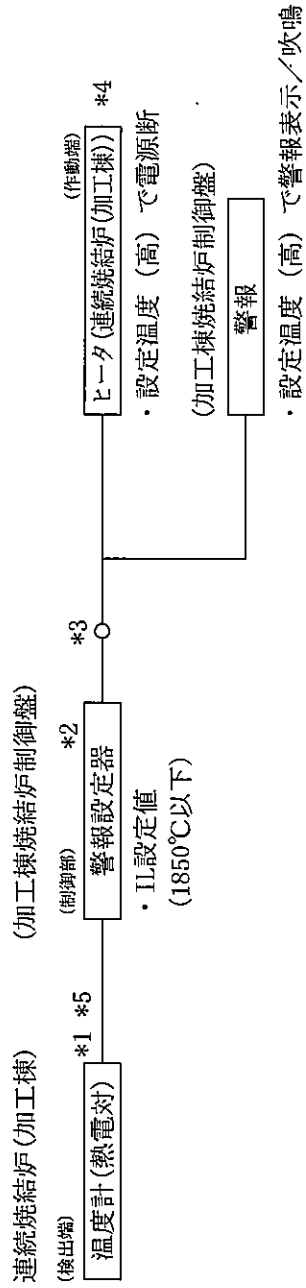 連続焼結炉(加工棟)
(検出端)
*1 *5
温度計(熱電対)
(加工棟焼結炉制御盤)
(制御部)
*2
警報設定器
・IL設定値
(1850℃以下)
*3
(作動端)
ヒータ(連続焼結炉(加工棟))
*4
・設定温度（高）で電源断
(加工棟焼結炉制御盤)
警報
・設定温度（高）で警報表示／吹鳴